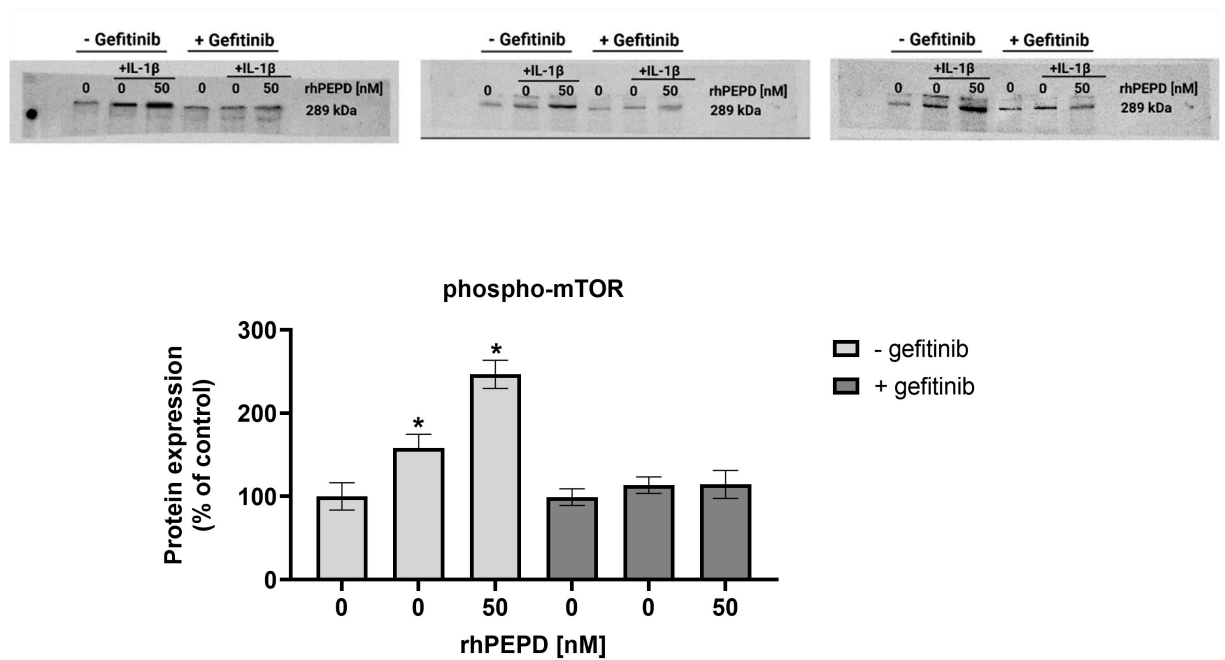 - Gefitinib + Gefitinib
+IL-1β +IL-1β
0 0 50 0 0 50 rhPEPD [nM]
289 kDa
- Gefitinib + Gefitinib
+IL-1β +IL-1β
0 0 50 0 0 50 rhPEPD [nM]
289 kDa
- Gefitinib + Gefitinib
+IL-1β +IL-1β
0 0 50 0 0 50 rhPEPD [nM]
289 kDa
phospho-mTOR
Protein expression
(% of control)
300
200
100
0
*
*
0 0 50 0 0 50
rhPEPD [nM]
- gefitinib
+ gefitinib